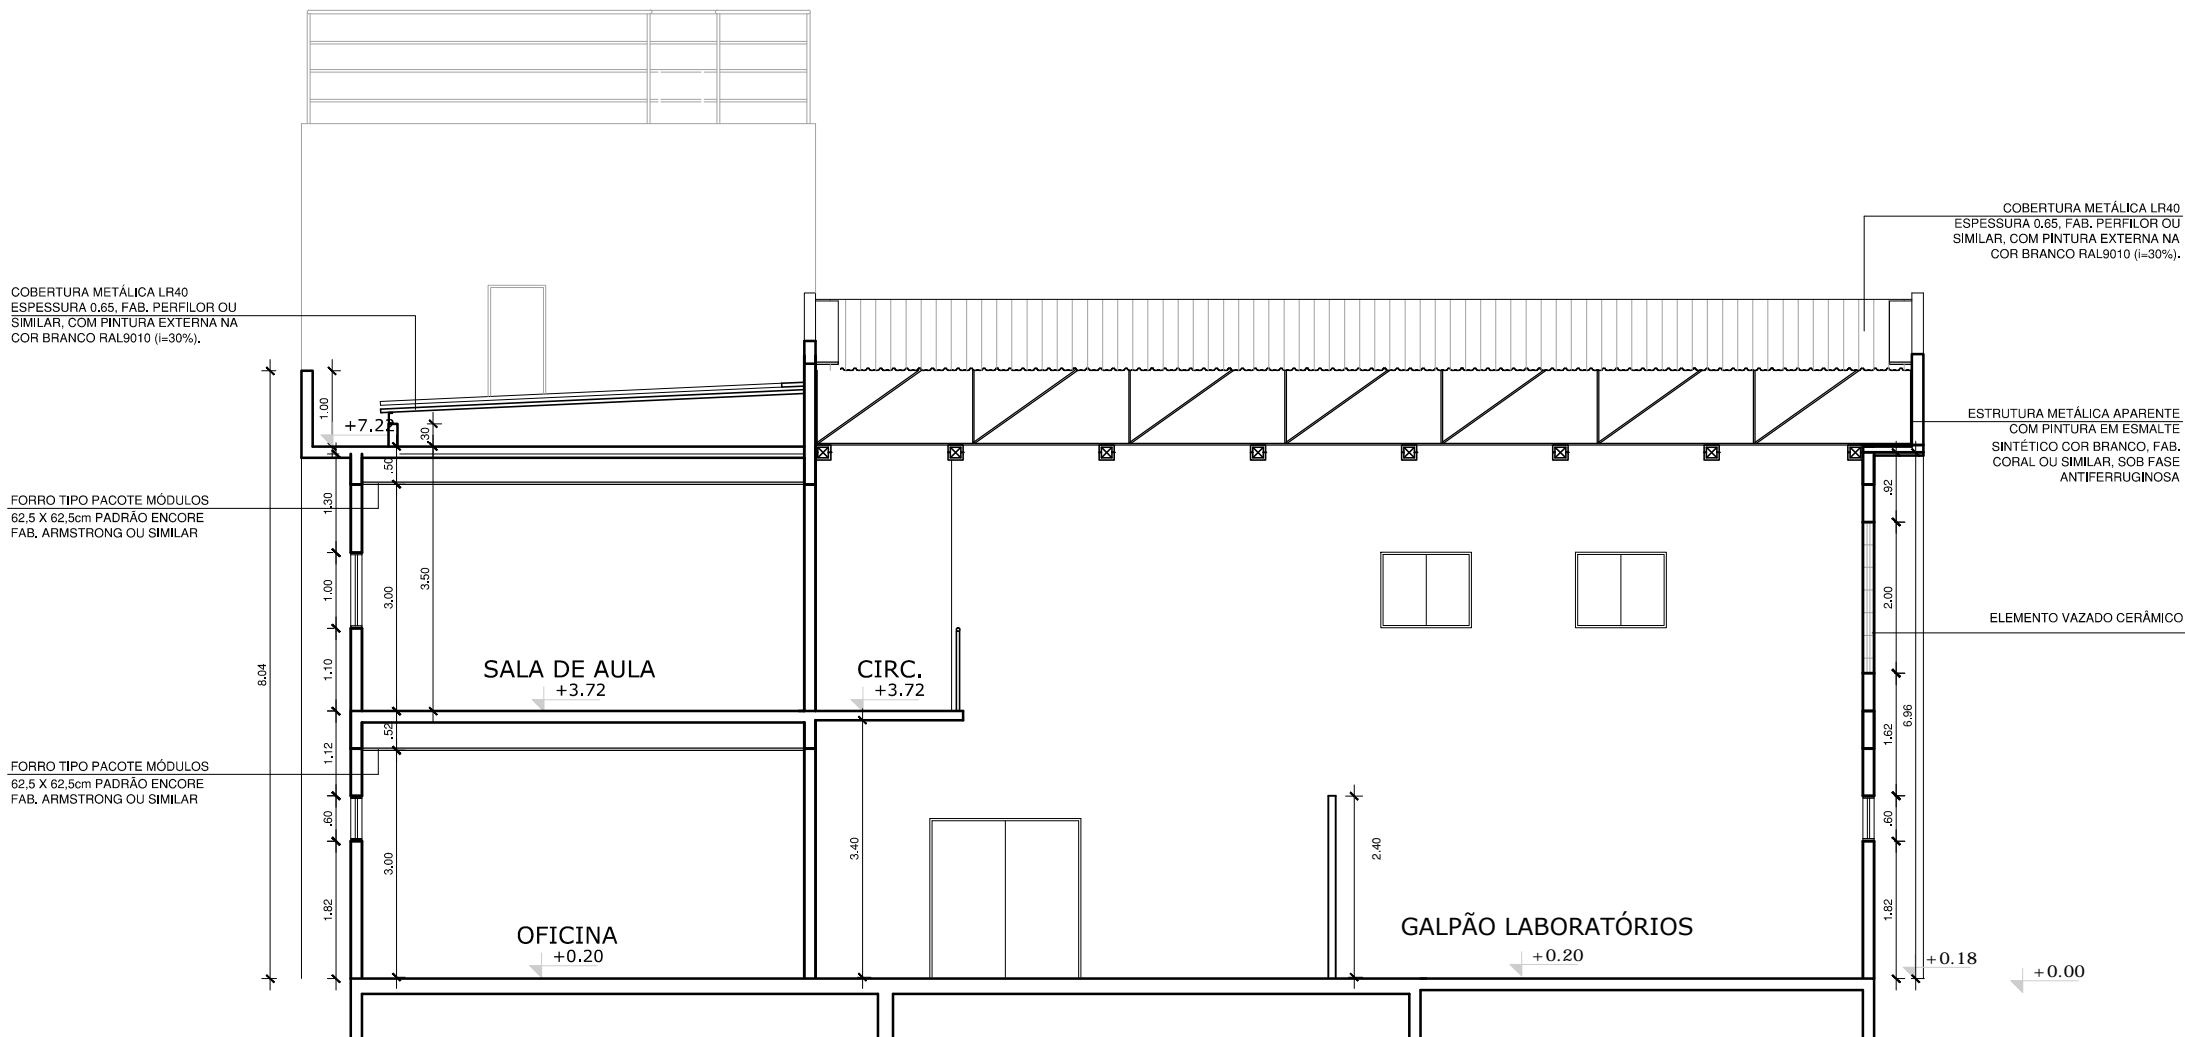 COBERTURA METÁLICA LR40
ESPESSURA 0.65, FAB. PERFILOR OU
SIMILAR, COM PINTURA EXTERNA NA
COR BRANCO RAL9010 (i=30%).
COBERTURA METÁLICA LR40
ESPESSURA 0.65, FAB. PERFILOR OU
SIMILAR, COM PINTURA EXTERNA NA
COR BRANCO RAL9010 (i=30%).
1.00
+7.22
.30
ESTRUTURA METÁLICA APARENTE
COM PINTURA EM ESMALTE
SINTÉTICO COR BRANCO, FAB.
CORAL OU SIMILAR, SOB FASE
ANTIFERRUGINOSA
.50
.92
FORRO TIPO PACOTE MÓDULOS
62,5 X 62,5cm PADRÃO ENCORE
FAB. ARMSTRONG OU SIMILAR
1.30
1.00
3.00
3.50
2.00
ELEMENTO VAZADO CERÂMICO
8.04
1.10
SALA DE AULA
+3.72
CIRC.
+3.72
6.96
.52
1.12
1.62
FORRO TIPO PACOTE MÓDULOS
62,5 X 62,5cm PADRÃO ENCORE
FAB. ARMSTRONG OU SIMILAR
.60
.60
3.00
3.40
2.40
1.82
1.82
OFICINA
+0.20
GALPÃO LABORATÓRIOS
+0.20
+0.18
+0.00